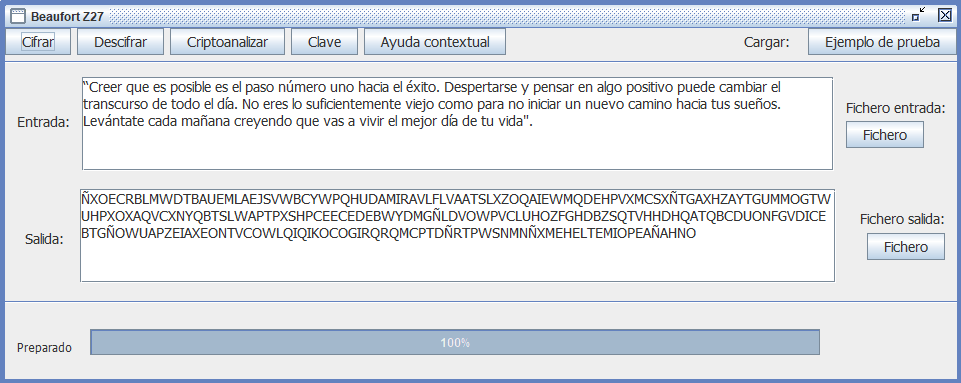 Beaufort Z27
Cifrar Descifrar Criptoanalizar Clave Ayuda contextual Cargar: Ejemplo de prueba
Entrada:
“Creer que es posible es el paso número uno hacia el éxito. Despertarse y pensar en algo positivo puede cambiar el
transcurso de todo el día. No eres lo suficientemente viejo como para no iniciar un nuevo camino hacia tus sueños.
Levántate cada mañana creyendo que vas a vivir el mejor día de tu vida".
Fichero entrada:
Fichero
Salida:
ÑXOECRBLMWDTBAUEMLAEJSVWBCYWPQHUDAMIRAVLFLVAATSLXZOQAIEWMQDEHPVXMCSXÑTGAXHZAYTGUMMOGTW
UHPXOXAQVCXNYQBTSLWAPTPXSHPCEECEDEBWYDMGÑLDVOWPVCLUHOZFGHDBZSQTVHHDHQATQBCDUONFGVDICE
BTGÑOWUAPZEIAXEONTVCOWLQIQIKOCOGIRQRQMCPTDÑRTPWSNMNÑXMEHELTEMIOPEAÑAHNO
Fichero salida:
Fichero
Preparado
100%